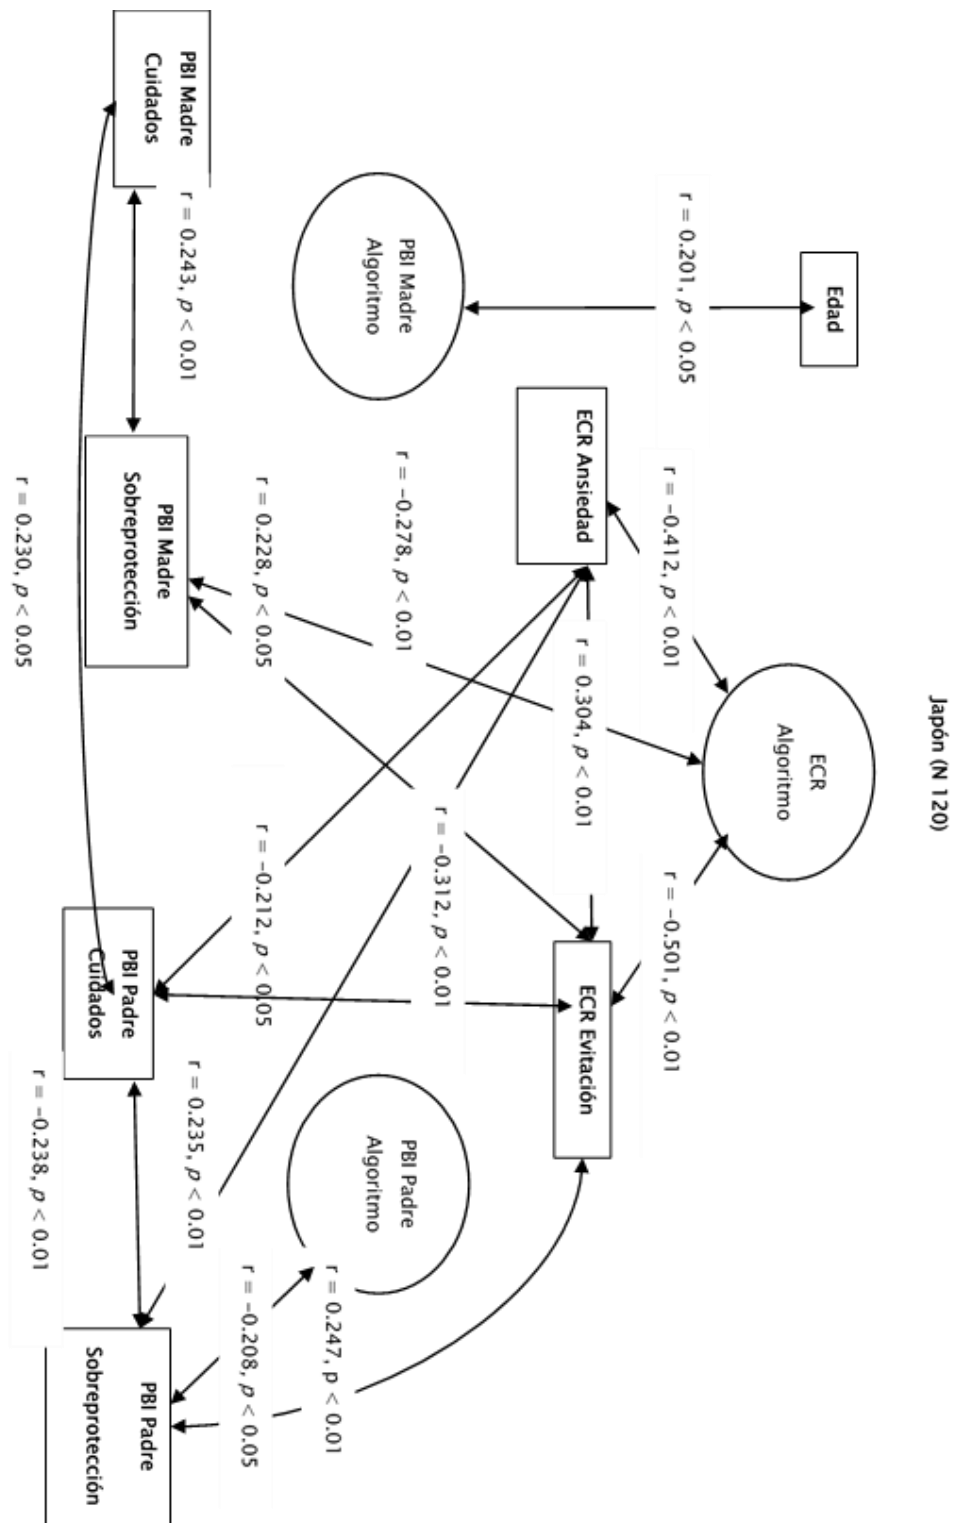 Japón (N 120)
Edad
ECR
Algoritmo
r = 0.201, p < 0.05
r = −0.412, p < 0.01
r = −0.501, p < 0.01
ECR Ansiedad
r = 0.304, p < 0.01
ECR Evitación
PBI Madre
Algoritmo
r = −0.278, p < 0.01
r = −0.312, p < 0.01
PBI Padre
Algoritmo
r = 0.247, p < 0.01
r = 0.228, p < 0.05
r = −0.212, p < 0.05
r = −0.208, p < 0.05
PBI Madre
Cuidados
r = 0.243, p < 0.01
PBI Madre
Sobreprotección
PBI Padre
Cuidados
r = 0.235, p < 0.01
PBI Padre
Sobreprotección
r = 0.230, p < 0.05
r = −0.238, p < 0.01